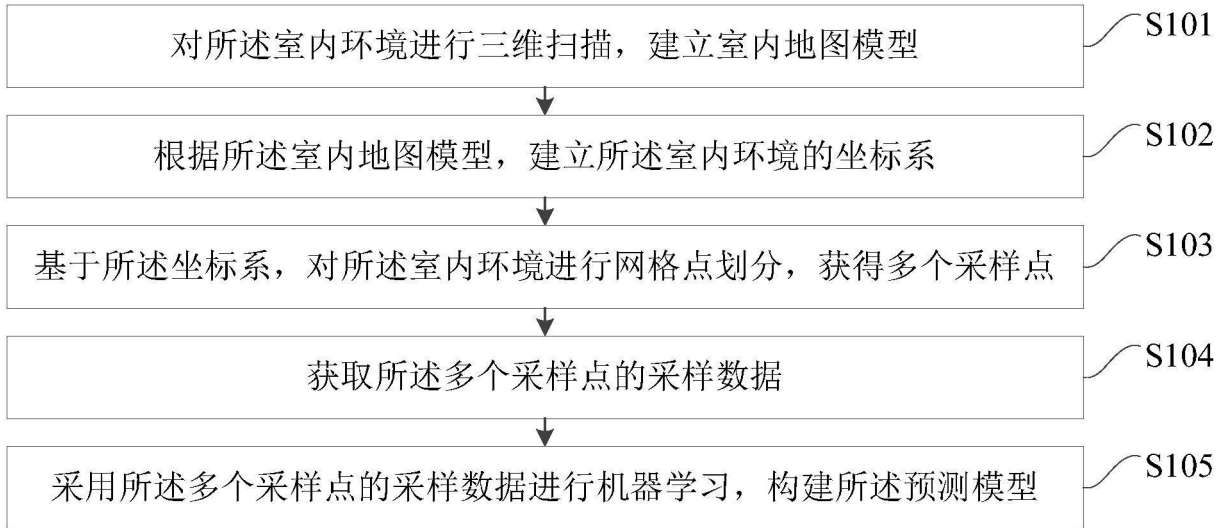 对所述室内环境进行三维扫描，建立室内地图模型
S101
根据所述室内地图模型，建立所述室内环境的坐标系
S102
基于所述坐标系，对所述室内环境进行网格点划分，获得多个采样点
S103
获取所述多个采样点的采样数据
S104
采用所述多个采样点的采样数据进行机器学习，构建所述预测模型
S105